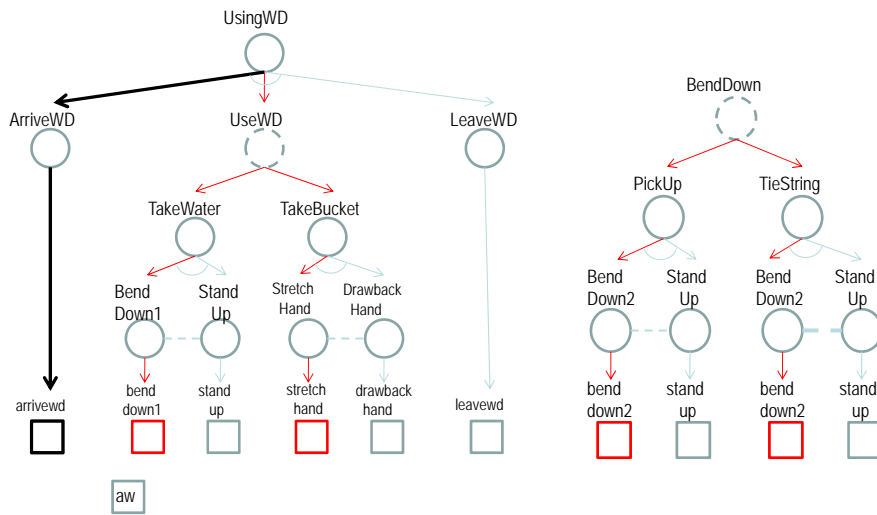 UsingWD
BendDown
ArriveWD
UseWD
LeaveWD
PickUp
TieString
TakeWater
TakeBucket
Bend
Down1
Stand
Up
Stretch
Hand
Drawback
Hand
Bend
Down2
Stand
Up
Bend
Down2
Stand
Up
arrivewd
bend
down1
stand
up
stretch
hand
drawback
hand
leavewd
bend
down2
stand
up
bend
down2
stand
up
aw